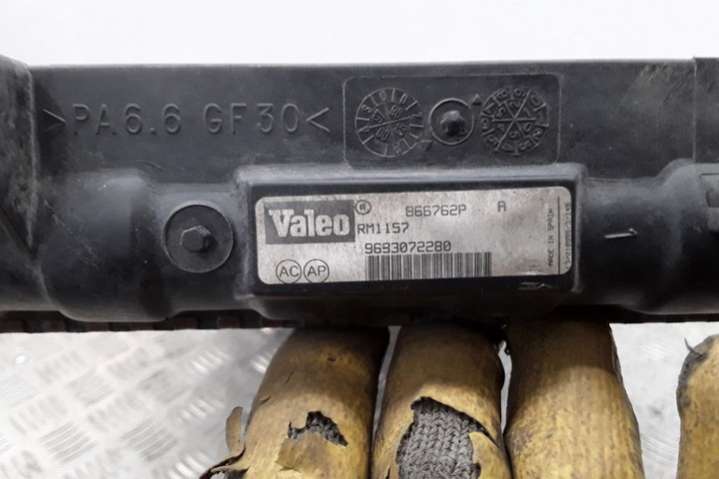 >PA6.6 GF30<
Valeo ® 866762P A
RM1157
9693072280
AC AP
MADE IN SPAIN